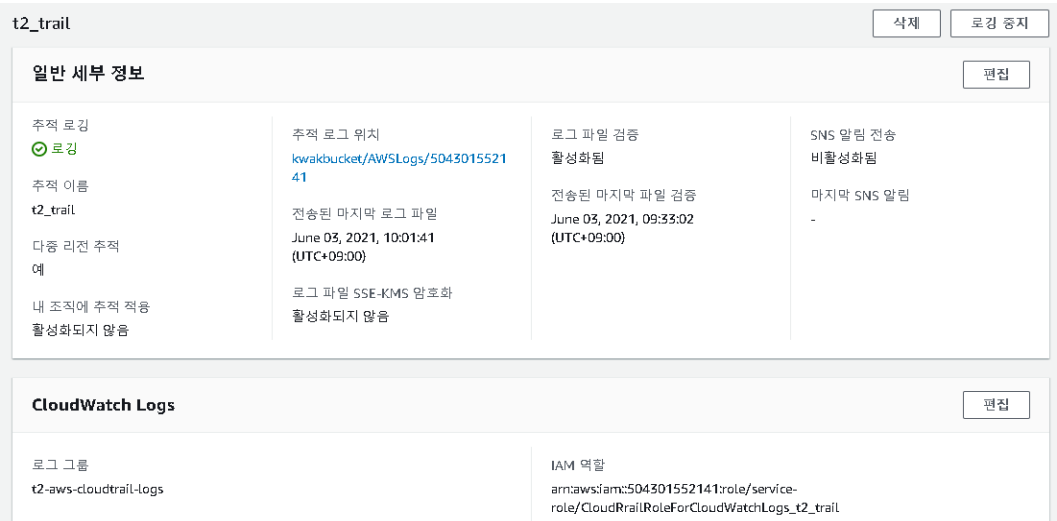 t2_trail
삭제
로깅 중지
일반 세부 정보
편집
추적 로깅
로깅
추적 이름
t2_trail
다중 리전 추적
예
내 조직에 추적 적용
활성화되지 않음
추적 로그 위치
kwakbucket/AWSLogs/5043015521
41
전송된 마지막 로그 파일
June 03, 2021, 10:01:41
(UTC+09:00)
로그 파일 SSE-KMS 암호화
활성화되지 않음
로그 파일 검증
활성화됨
전송된 마지막 파일 검증
June 03, 2021, 09:33:02
(UTC+09:00)
SNS 알림 전송
비활성화됨
마지막 SNS 알림
-
CloudWatch Logs
편집
로그 그룹
t2-aws-cloudtrail-logs
IAM 역할
arn:aws:iam::504301552141:role/service-
role/CloudRrailRoleForCloudWatchLogs_t2_trail